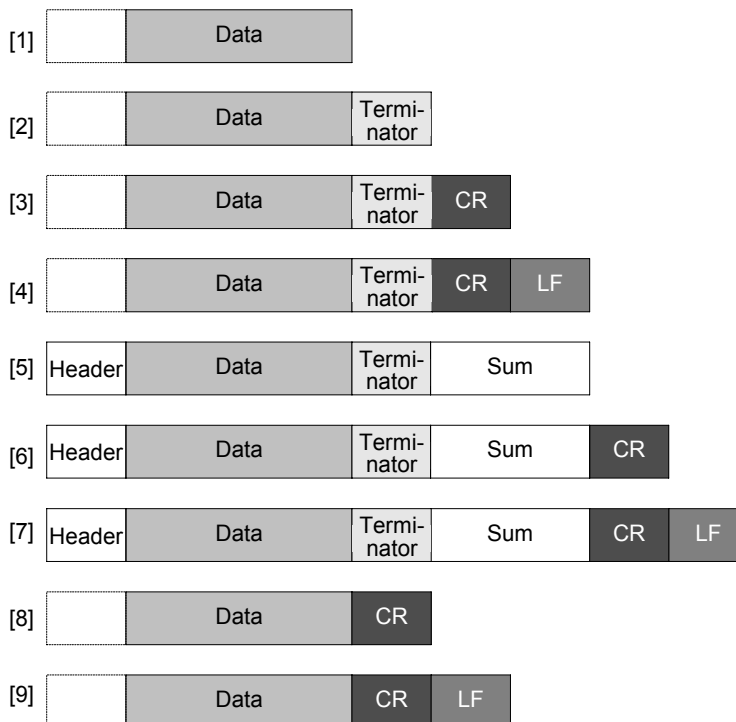 [1] Data
[2] Data Termi-
nator
[3] Data Termi-
nator CR
[4] Data Termi-
nator CR LF
[5] Header Data Termi-
nator Sum
[6] Header Data Termi-
nator Sum CR
[7] Header Data Termi-
nator Sum CR LF
[8] Data CR
[9] Data CR LF